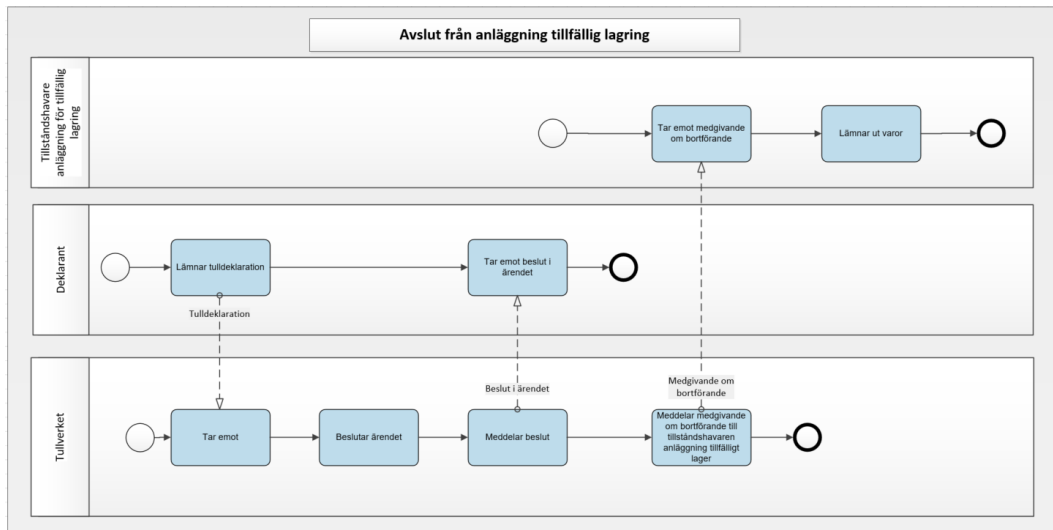 Avslut från anläggning tillfällig lagring
Tillståndshavare
anläggning för tillfällig
lagring
Tar emot medgivande
om bortförande
Lämnar ut varor
Deklarant
Lämnar tulldeklaration
Tar emot beslut i
ärendet
Tulldeklaration
Beslut i ärendet
Medgivande om
bortförande
Tullverket
Tar emot
Beslutar ärendet
Meddelar beslut
Meddelar medgivande
om bortförande till
tillståndshavaren
anläggning tillfälligt
lager